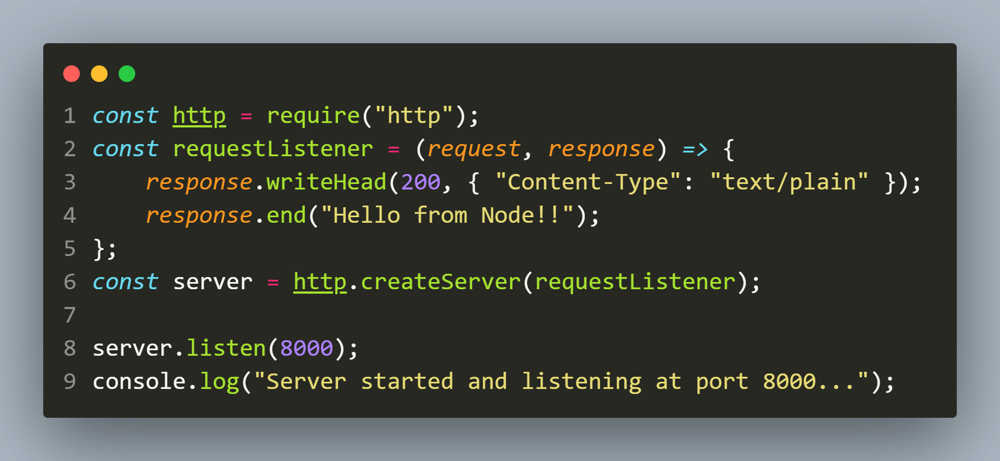 1 const http = require("http");
2 const requestListener = (request, response) => {
3     response.writeHead(200, { "Content-Type": "text/plain" });
4     response.end("Hello from Node!!");
5 };
6 const server = http.createServer(requestListener);
7
8 server.listen(8000);
9 console.log("Server started and listening at port 8000...");